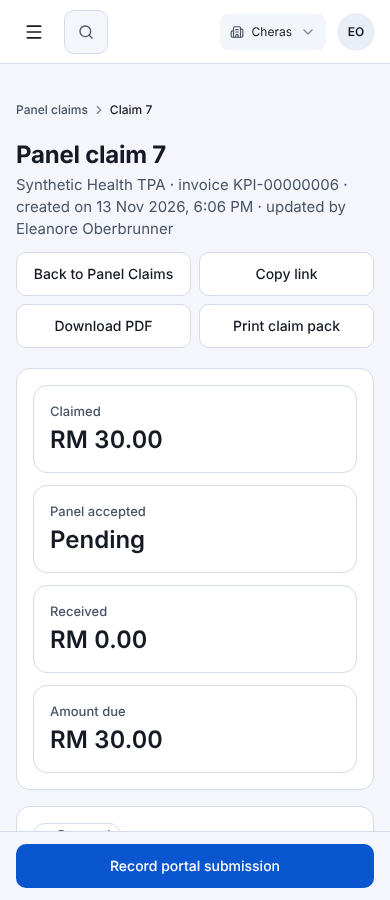 Cheras
EO
Panel claims > Claim 7
Panel claim 7
Synthetic Health TPA · invoice KPI-00000006 ·
created on 13 Nov 2026, 6:06 PM · updated by
Eleanore Oberbrunner
Back to Panel Claims
Copy link
Download PDF
Print claim pack
Claimed
RM 30.00
Panel accepted
Pending
Received
RM 0.00
Amount due
RM 30.00
Record portal submission